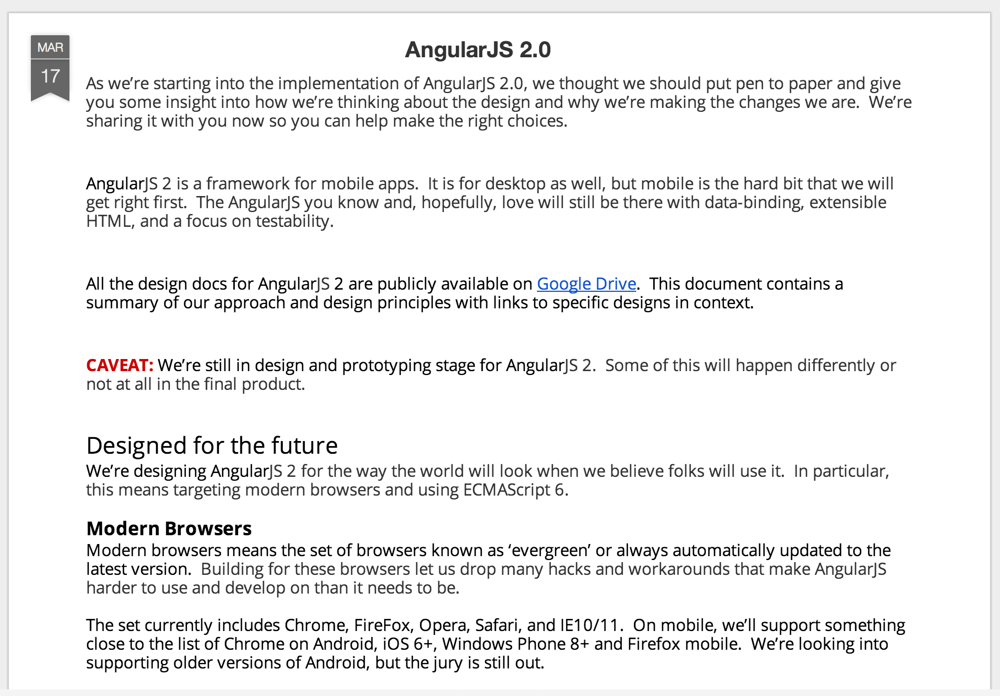 MAR
17
AngularJS 2.0
As we’re starting into the implementation of AngularJS 2.0, we thought we should put pen to paper and give
you some insight into how we’re thinking about the design and why we’re making the changes we are.  We’re
sharing it with you now so you can help make the right choices.
AngularJS 2 is a framework for mobile apps.  It is for desktop as well, but mobile is the hard bit that we will
get right first.  The AngularJS you know and, hopefully, love will still be there with data-binding, extensible
HTML, and a focus on testability.
All the design docs for AngularJS 2 are publicly available on Google Drive.  This document contains a
summary of our approach and design principles with links to specific designs in context.
CAVEAT: We’re still in design and prototyping stage for AngularJS 2.  Some of this will happen differently or
not at all in the final product.
Designed for the future
We’re designing AngularJS 2 for the way the world will look when we believe folks will use it.  In particular,
this means targeting modern browsers and using ECMAScript 6.
Modern Browsers
Modern browsers means the set of browsers known as ‘evergreen’ or always automatically updated to the
latest version.  Building for these browsers let us drop many hacks and workarounds that make AngularJS
harder to use and develop on than it needs to be.
The set currently includes Chrome, FireFox, Opera, Safari, and IE10/11.  On mobile, we’ll support something
close to the list of Chrome on Android, iOS 6+, Windows Phone 8+ and Firefox mobile.  We’re looking into
supporting older versions of Android, but the jury is still out.